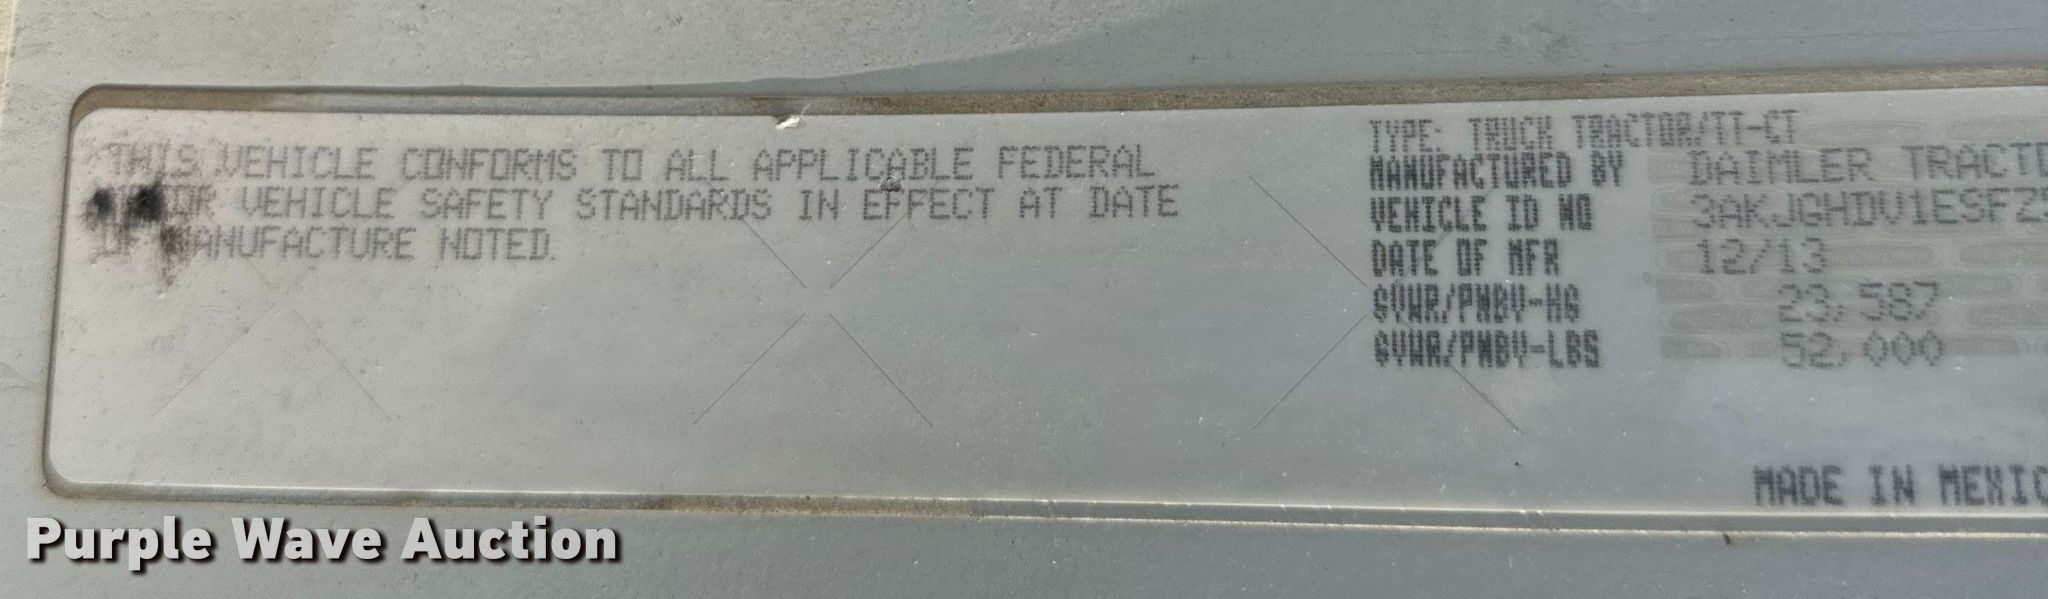 THIS VEHICLE CONFORMS TO ALL APPLICABLE FEDERAL
VEHICLE SAFETY STANDARDS IN EFFECT AT DATE
OF MANUFACTURE NOTED.
TYPE: TRUCK TRACTOR/TT-CT
MANUFACTURED BY DAIMLER
VEHICLE ID NO
DATE OF MFR 12/13
GVWR/PNBV-KG 23,587
GVWR/PNBV-LBS 52,000
MADE IN
Purple Wave Auction